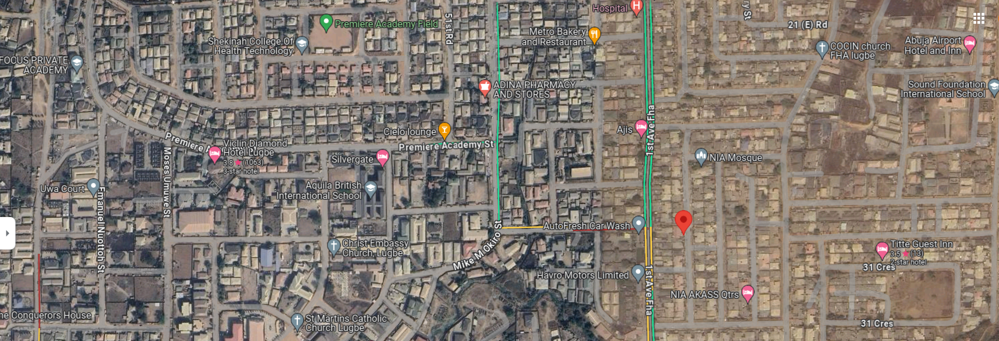 Hospital
21 (E) Rd
51st Rd
Premiere Academy Field
Metro Bakery
and Restaurant
Shekinah College Of
Health Technology
COCIN church
FHA lugbe
Abuja Airport
Hotel and Inn
FOCUS PRIVATE
ACADEMY
ADINA PHARMACY
AND STORES
Sound Foundation
International School
1st Ave Fha
Ajis
Cielo lounge
Premiere Academy St
Premiere A
Viclin Diamond
Hotel Lugbe
3.8 ★ (1063)
3-star hotel
Silvergate
NIA Mosque
Moses Umuwe St
Uwa Court
Emanuel Nuotoh St
Aquila British
International School
AutoFresh Car Wash
Mike M Okiro St
Christ Embassy
Church, Lugbe
Titte Guest Inn
3.5 ★ (13)
2-star hotel
31 Cres
Havro Motors Limited
1st Ave Fha
NIA AKASS Qtrs
St Martins Catholic
Church Lugbe
Conquerors House
31 Cres